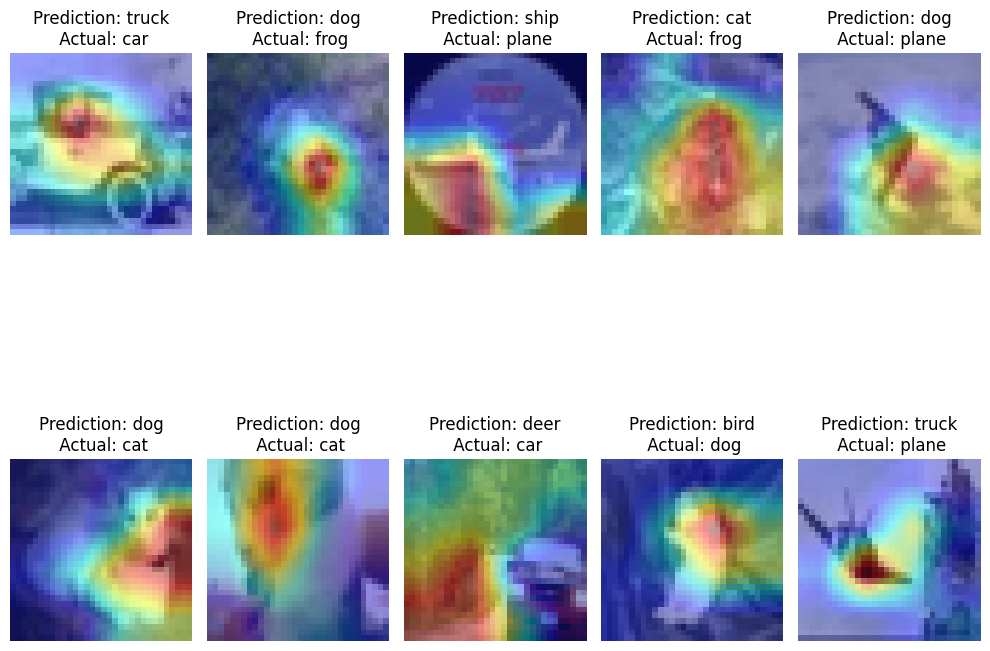 Prediction: truck
Actual: car
Prediction: dog
Actual: frog
Prediction: ship
Actual: plane
Prediction: cat
Actual: frog
Prediction: dog
Actual: plane
Prediction: dog
Actual: cat
Prediction: dog
Actual: cat
Prediction: deer
Actual: car
Prediction: bird
Actual: dog
Prediction: truck
Actual: plane